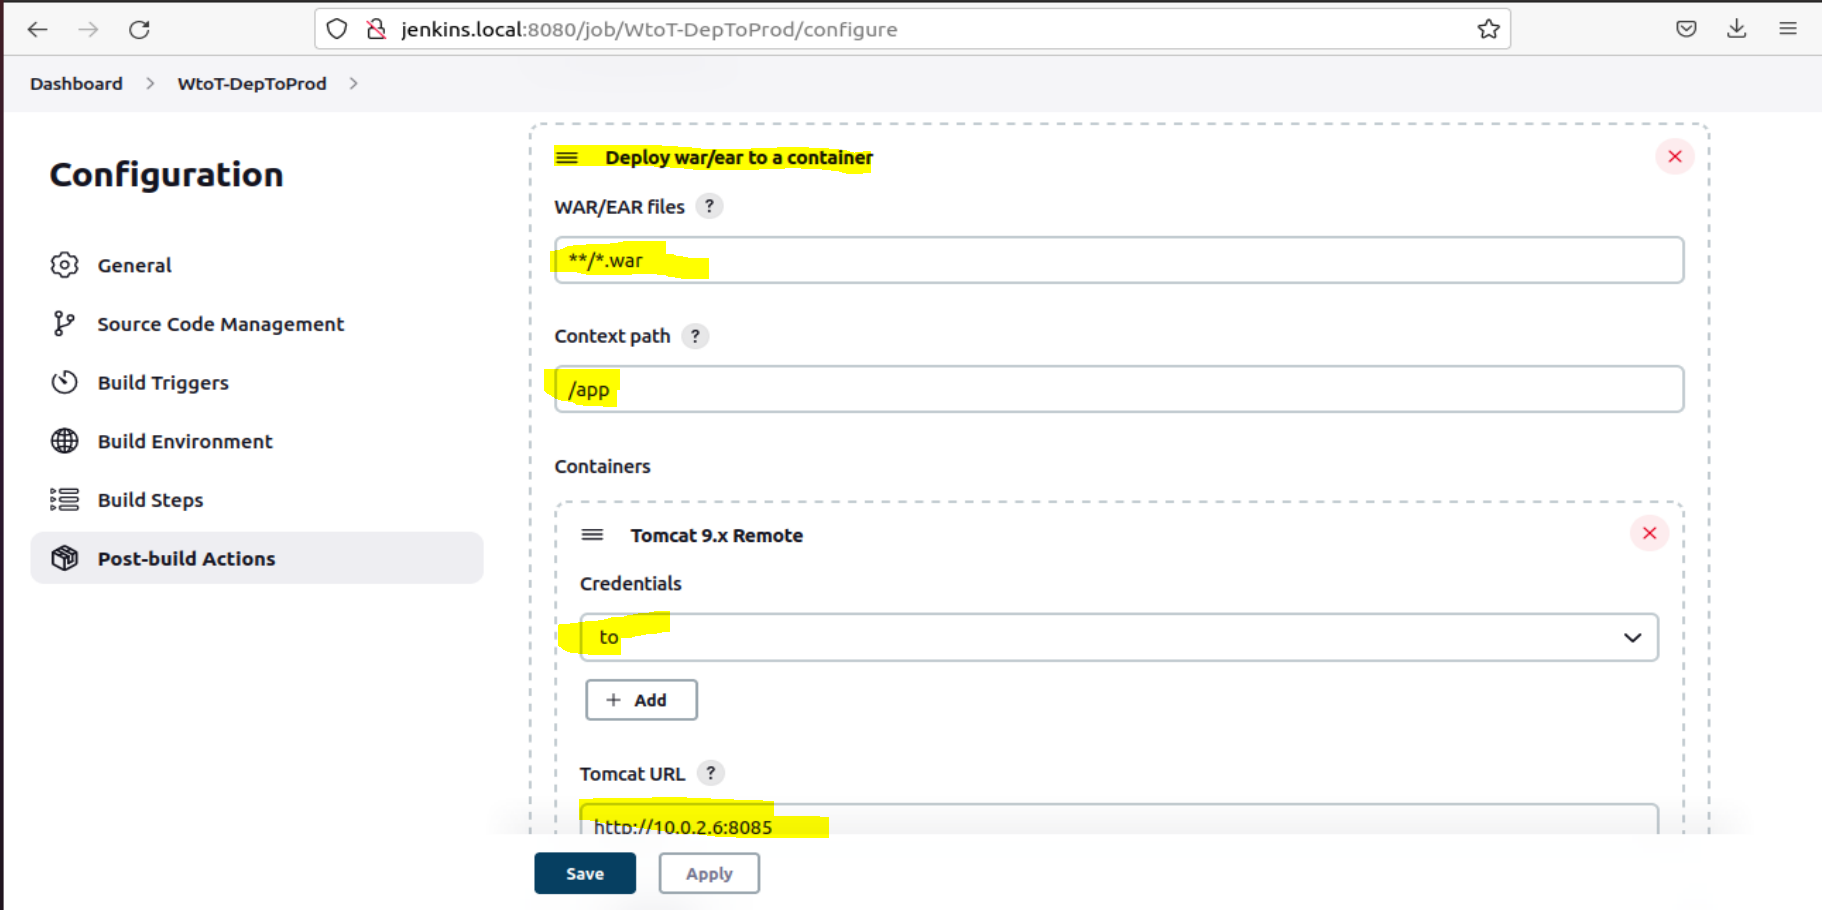 jenkins.local:8080/job/WtoT-DepToProd/configure
Dashboard > WtoT-DepToProd >
Configuration
General
Source Code Management
Build Triggers
Build Environment
Build Steps
Post-build Actions
Deploy war/ear to a container
WAR/EAR files ?
**/*.war
Context path ?
/app
Containers
Tomcat 9.x Remote
Credentials
to
+ Add
Tomcat URL ?
http://10.0.2.6:8085
Save
Apply